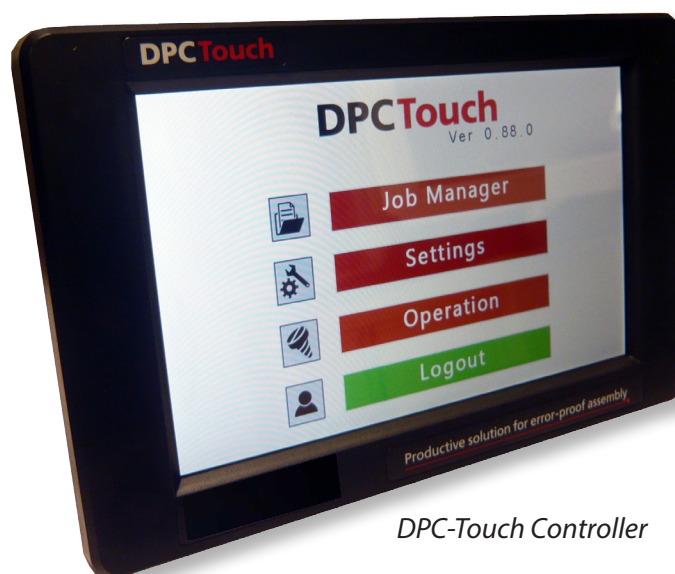 DPCTouch
DPCTouch
Ver 0.88.0
Job Manager
Settings
Operation
Logout
Productive solution for error-proof assembly
DPC-Touch Controller